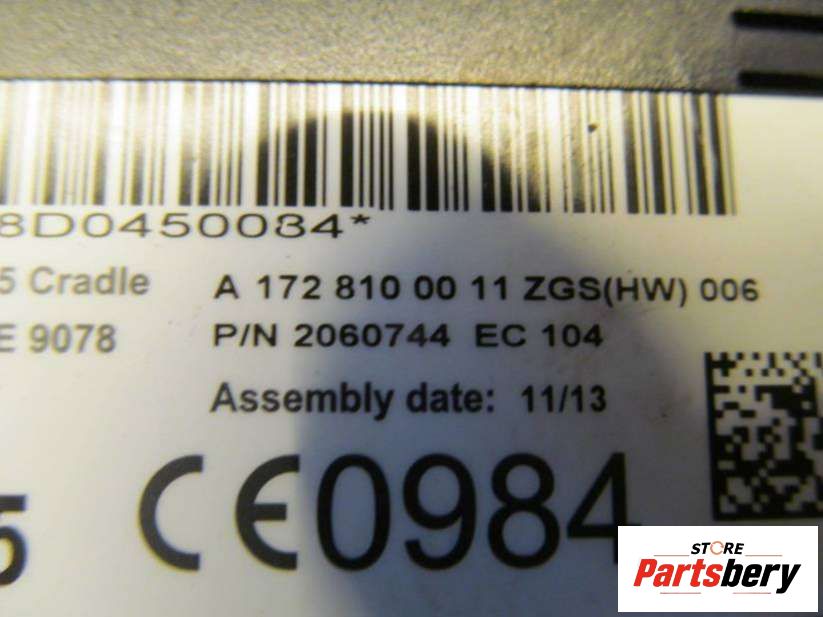 8D0450084*
5 Cradle A 172 810 00 11 ZGS(HW) 006
E 9078 P/N 2060744 EC 104
Assembly date: 11/13
5 CE0984
STORE
Partsbery